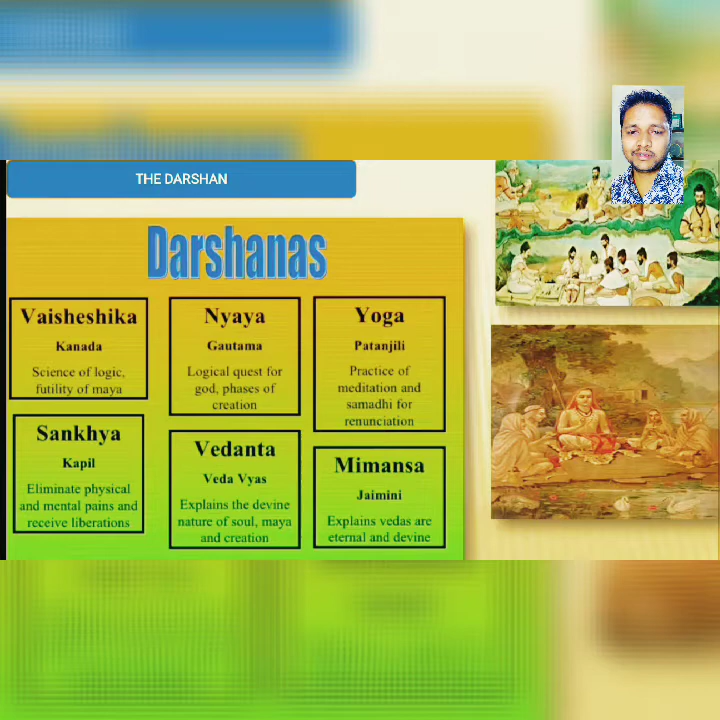 THE DARSHAN
Darshanas
Vaisheshika
Kanada
Science of logic,
futility of maya
Nyaya
Gautama
Logical quest for
god, phases of
creation
Yoga
Patanjili
Practice of
meditation and
samadhi for
renunciation
Sankhya
Kapil
Eliminate physical
and mental pains and
receive liberations
Vedanta
Veda Vyas
Explains the devine
nature of soul, maya
and creation
Mimansa
Jaimini
Explains vedas are
eternal and devine